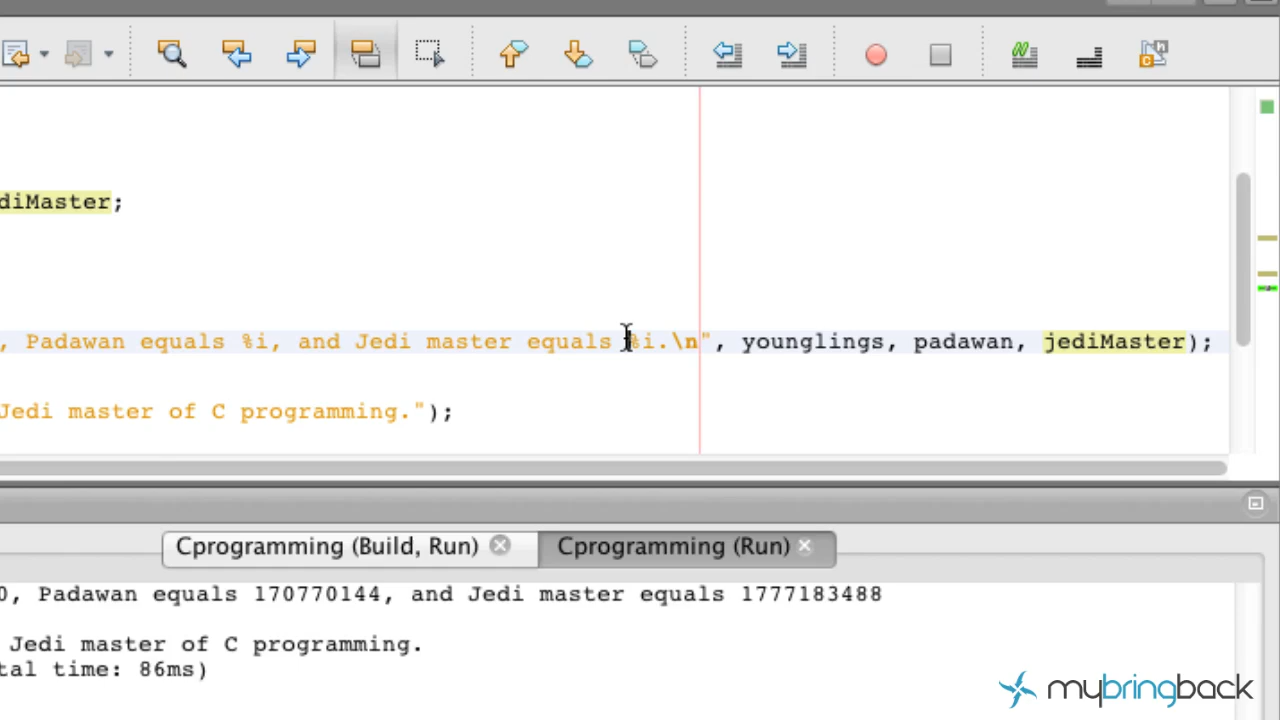 diMaster;
, Padawan equals %i, and Jedi master equals %i.\n", younglings, padawan, jediMaster);
Jedi master of C programming.");
Cprogramming (Build, Run)
Cprogramming (Run)
0, Padawan equals 170770144, and Jedi master equals 1777183488
Jedi master of C programming.
tal time: 86ms)
mybringback